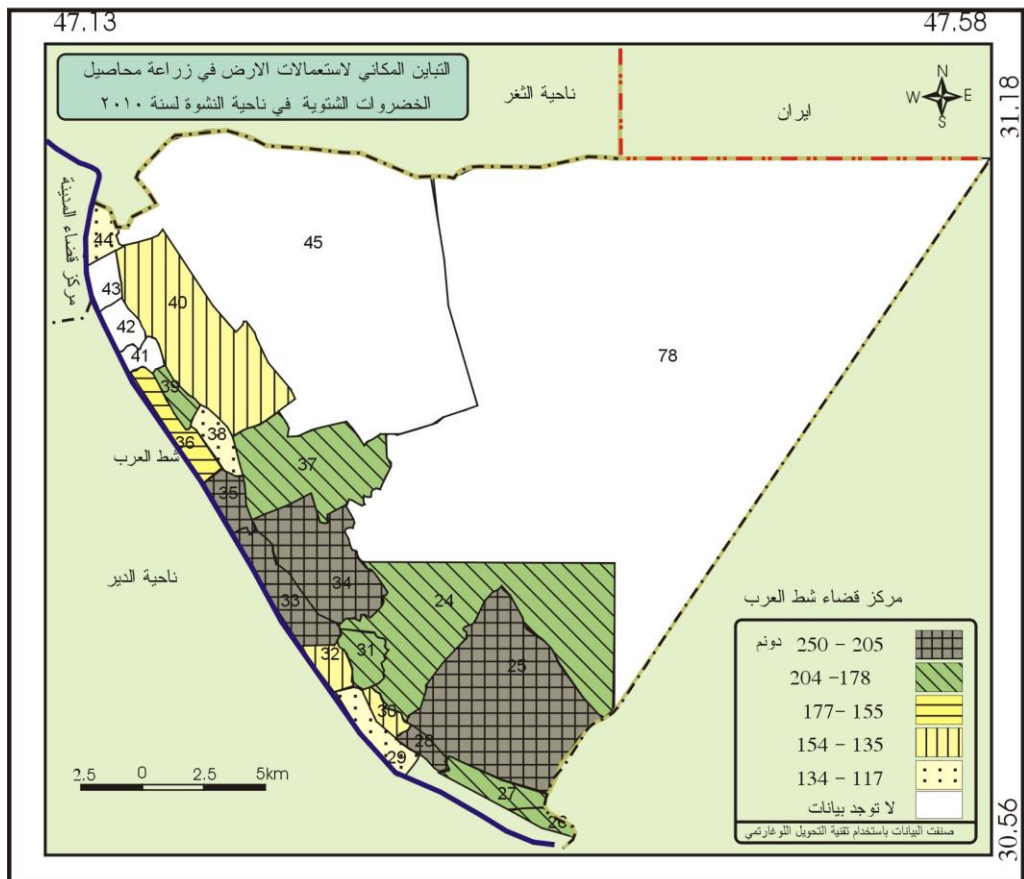 47.13
47.58
التباين المكاني لاستعمالات الارض في زراعة محاصيل
الخضروات الشتوية في ناحية النشوة لسنة ٢٠١٠
ناحية الثغر
ايران
N
W
E
S
31.18
مركز قضاء المدينة
44
45
43
40
42
41
78
39
38
36
37
شط العرب
35
34
24
33
ناحية الدير
31
32
25
30
28
29
27
26
مركز قضاء شط العرب
205 - 250 دونم
178 - 204
155 - 177
135 - 154
117 - 134
لا توجد بيانات
صنفت البيانات باستخدام تقنية التحويل اللوغارتمي
2.5 0 2.5 5km
30.56